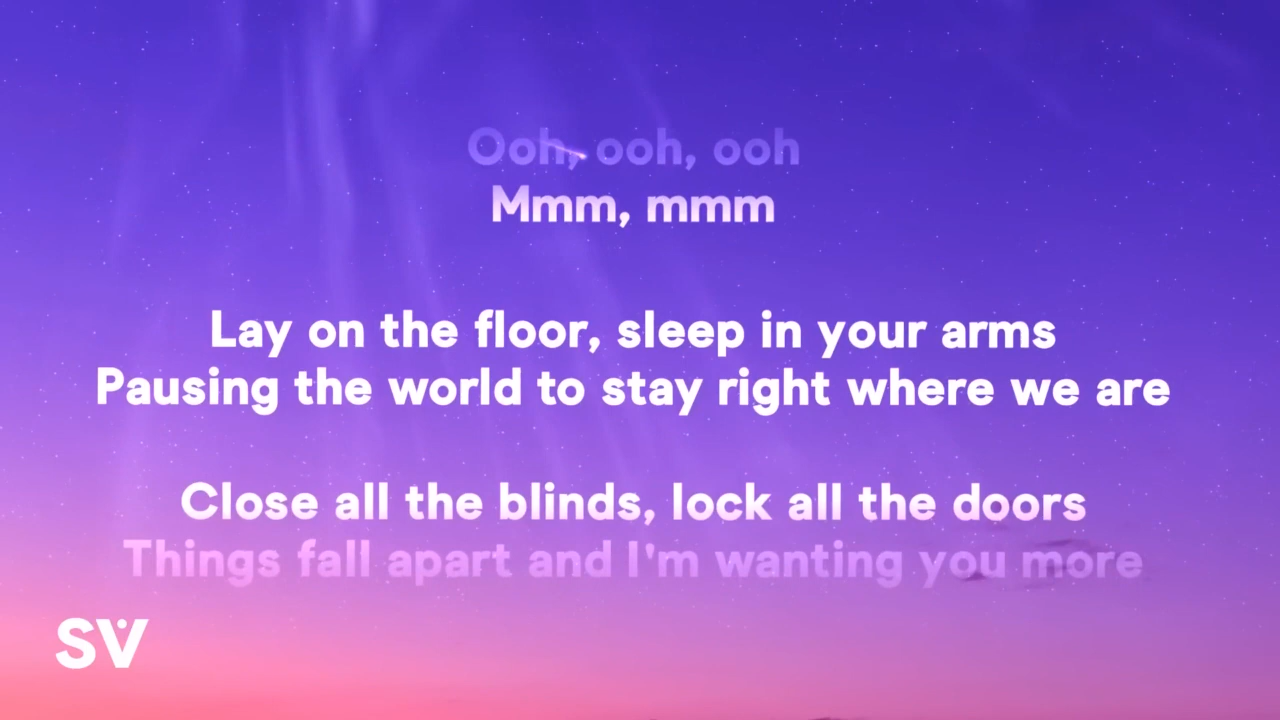 Ooh, ooh, ooh
Mmm, mmm
Lay on the floor, sleep in your arms
Pausing the world to stay right where we are
Close all the blinds, lock all the doors
Things fall apart and I'm wanting you more
SV